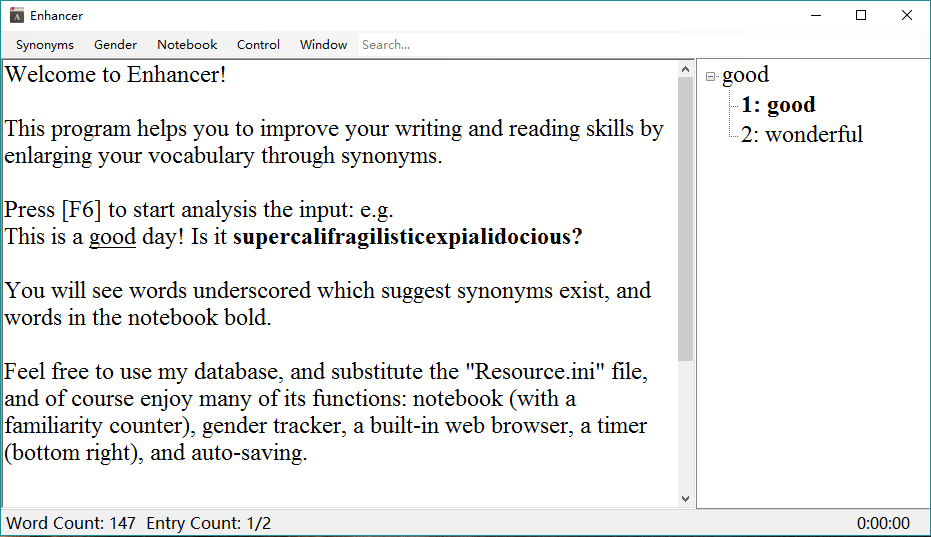 Enhancer
Synonyms Gender Notebook Control Window Search...
Welcome to Enhancer!
This program helps you to improve your writing and reading skills by
enlarging your vocabulary through synonyms.
Press [F6] to start analysis the input: e.g.
This is a good day! Is it supercalifragilisticexpialidocious?
You will see words underscored which suggest synonyms exist, and
words in the notebook bold.
Feel free to use my database, and substitute the "Resource.ini" file,
and of course enjoy many of its functions: notebook (with a
familiarity counter), gender tracker, a built-in web browser, a timer
(bottom right), and auto-saving.
good
1: good
2: wonderful
Word Count: 147 Entry Count: 1/2
0:00:00